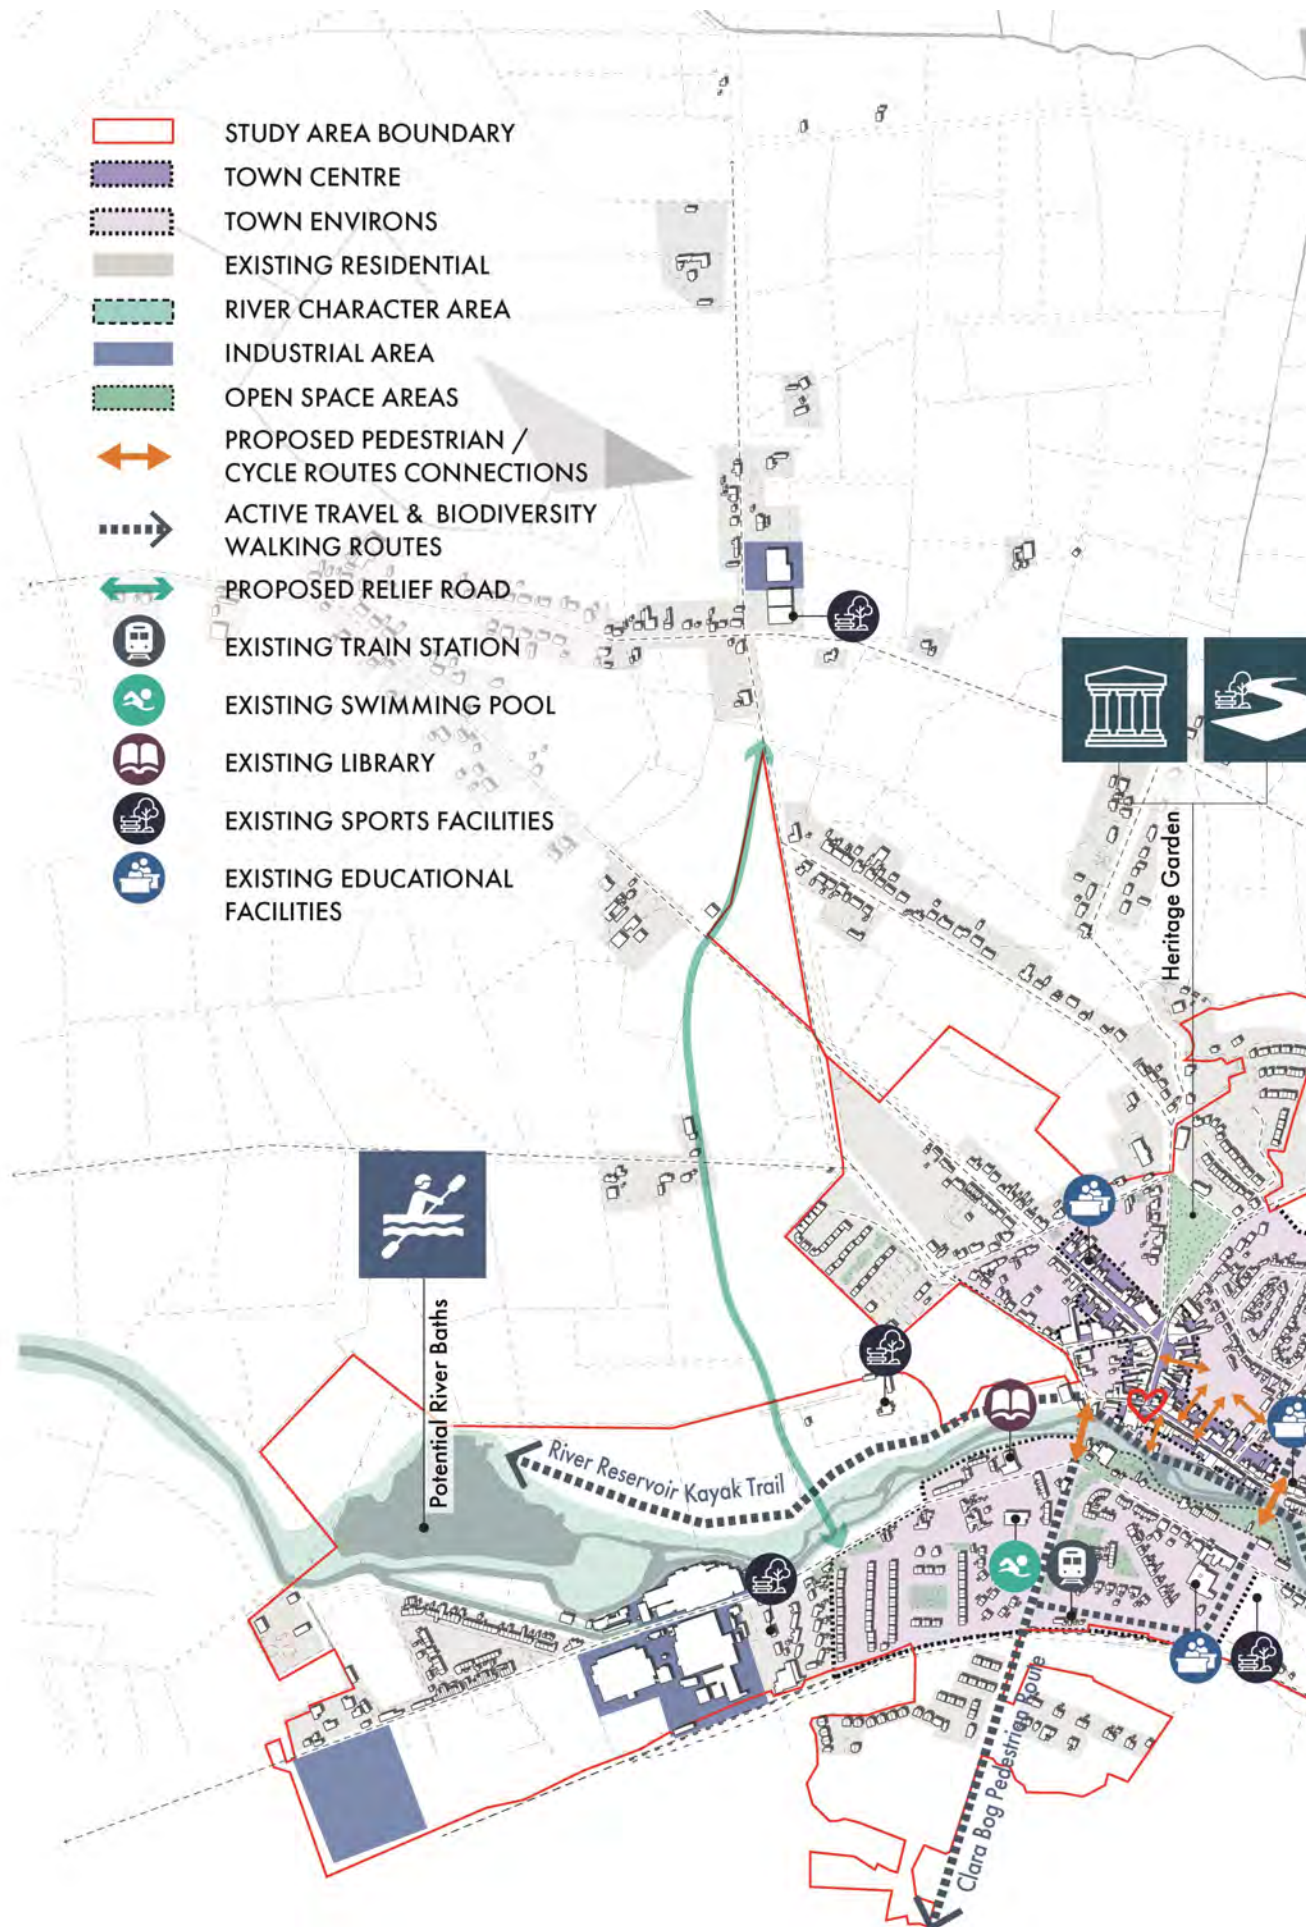 STUDY AREA BOUNDARY
TOWN CENTRE
TOWN ENVIRONS
EXISTING RESIDENTIAL
RIVER CHARACTER AREA
INDUSTRIAL AREA
OPEN SPACE AREAS
PROPOSED PEDESTRIAN /
CYCLE ROUTES CONNECTIONS
ACTIVE TRAVEL & BIODIVERSITY
WALKING ROUTES
PROPOSED RELIEF ROAD
EXISTING TRAIN STATION
EXISTING SWIMMING POOL
EXISTING LIBRARY
EXISTING SPORTS FACILITIES
EXISTING EDUCATIONAL
FACILITIES
Heritage Garden
Potential River Baths
River Reservoir Kayak Trail
Clara Bog Pedestrian Route